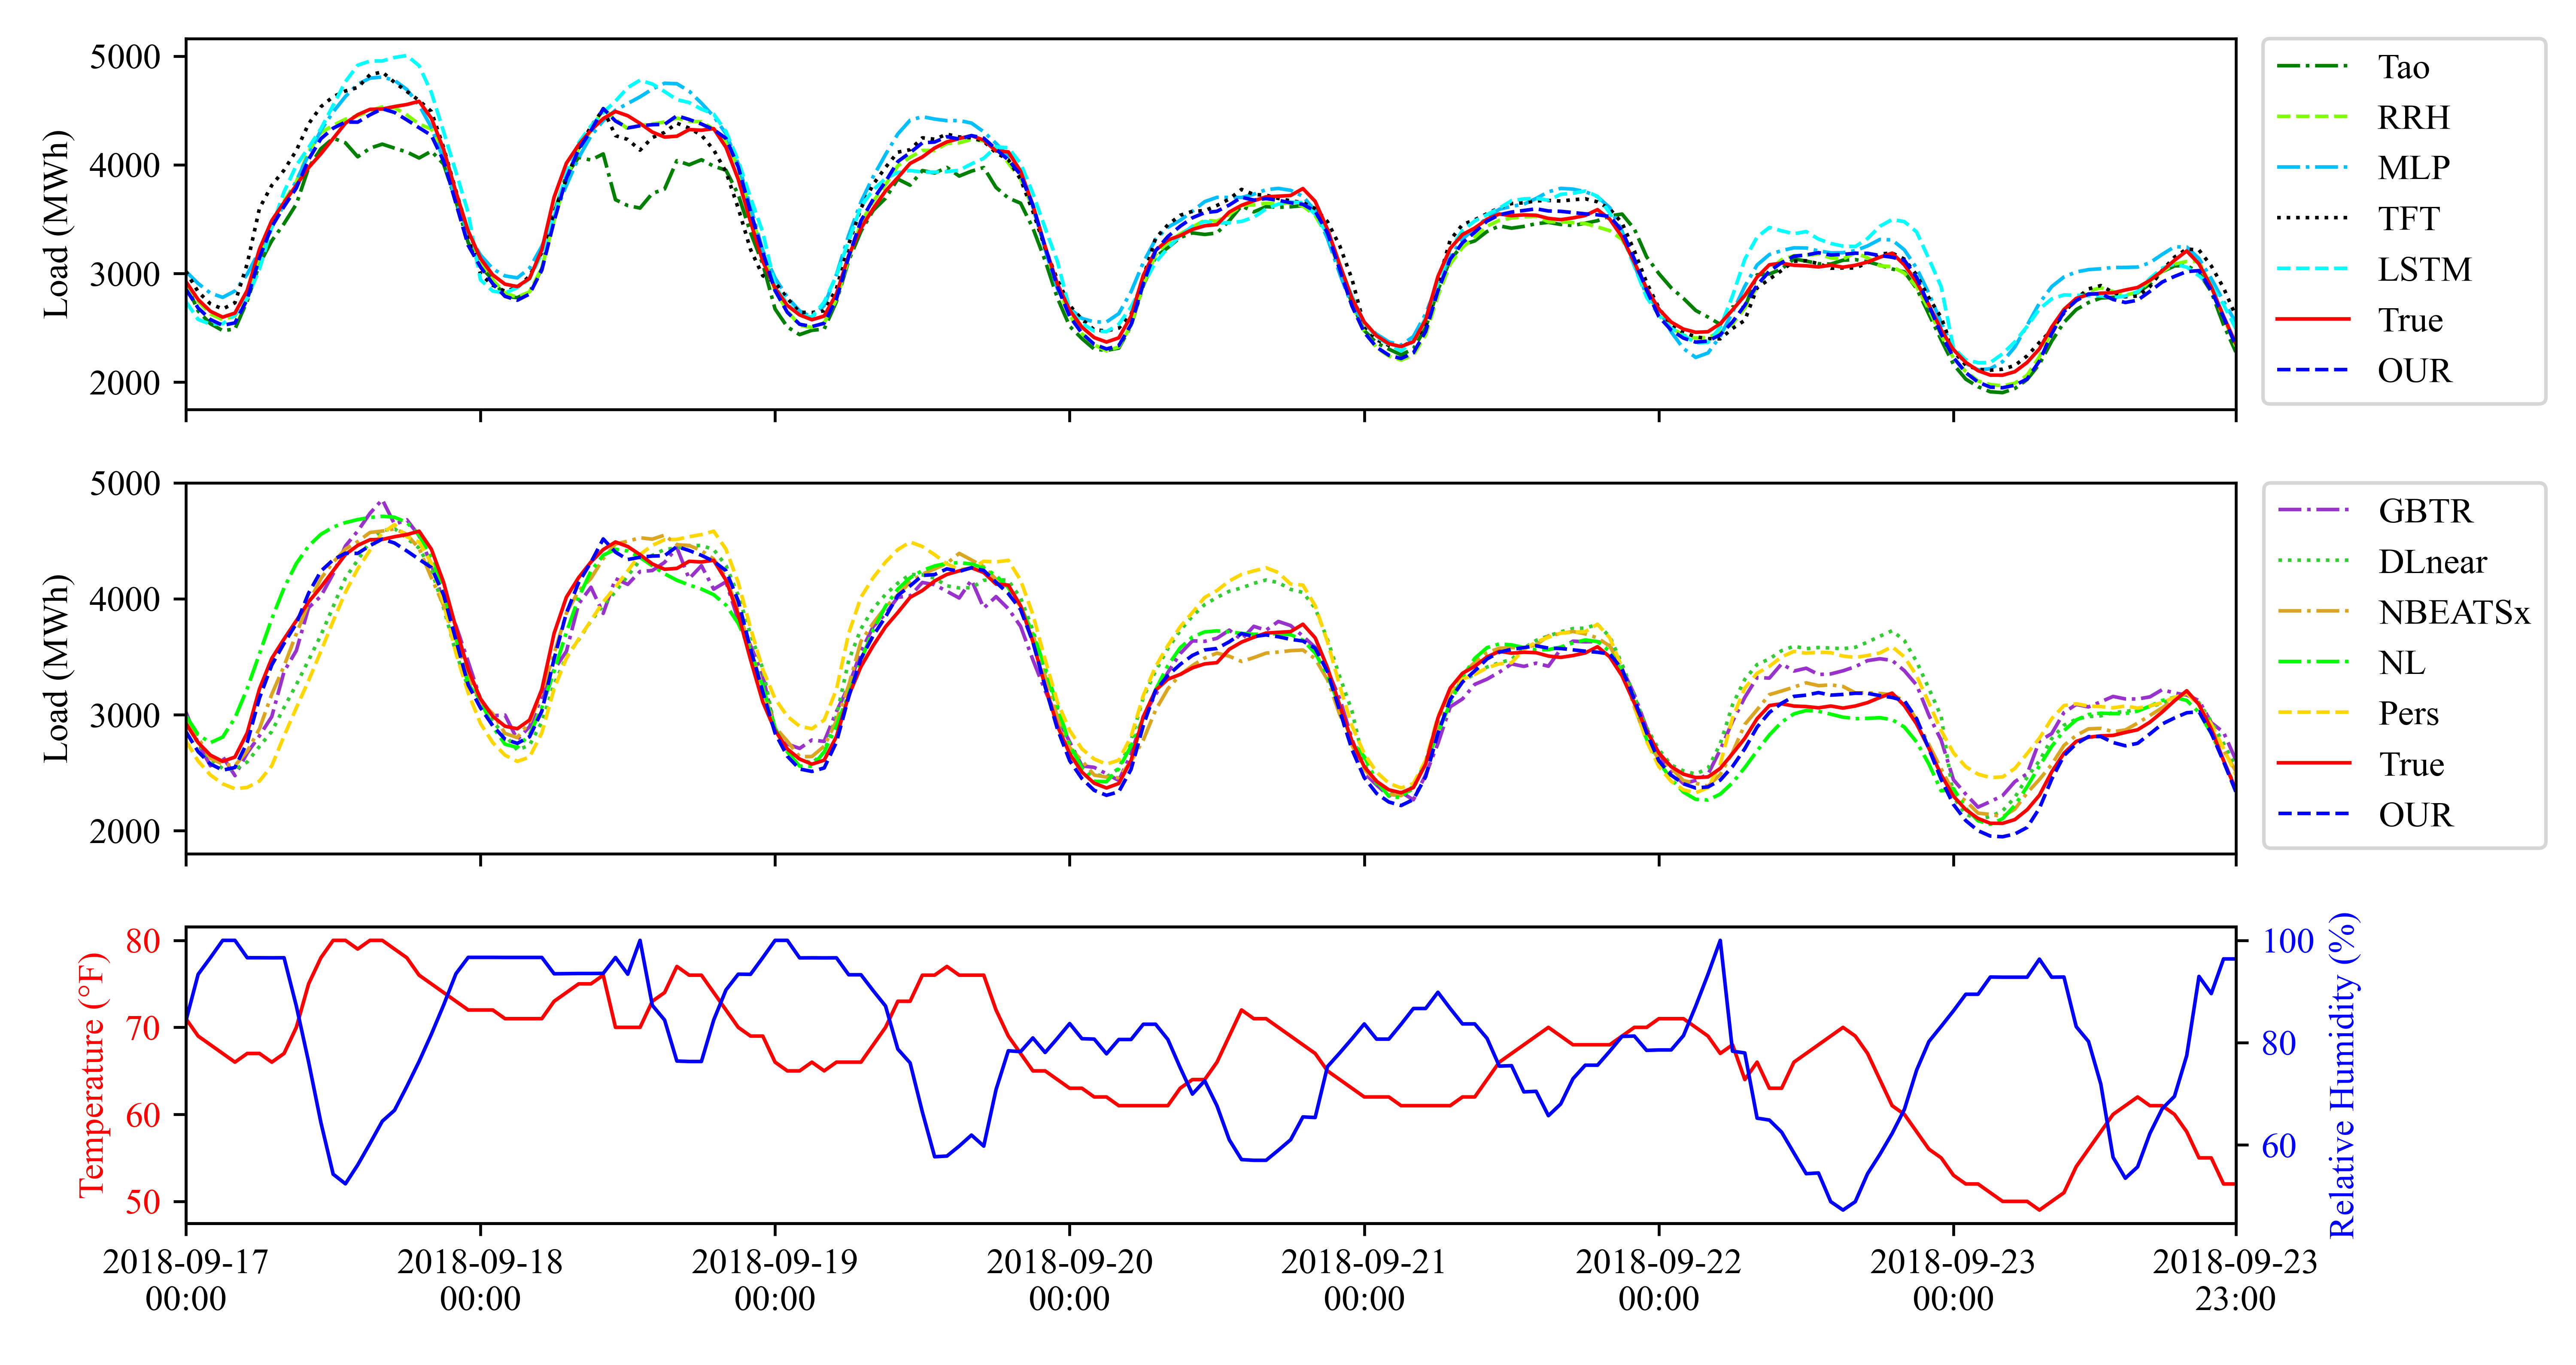 5000
4000
3000
2000
Load (MWh)
Tao
RRH
MLP
TFT
LSTM
True
OUR
5000
4000
3000
2000
Load (MWh)
GBTR
DLnear
NBEATSx
NL
Pers
True
OUR
80
70
60
50
Temperature (°F)
100
80
60
Relative Humidity (%)
2018-09-17 2018-09-18 2018-09-19 2018-09-20 2018-09-21 2018-09-22 2018-09-23 2018-09-23
00:00 00:00 00:00 00:00 00:00 00:00 00:00 23:00